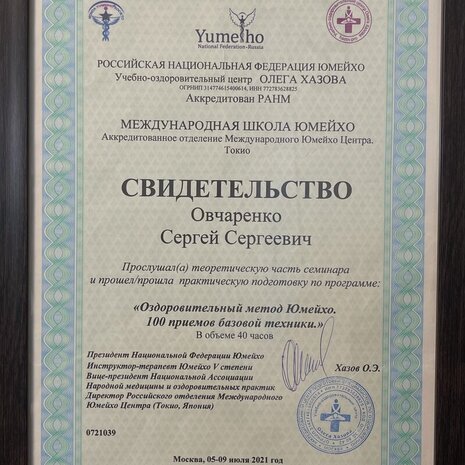 Yumeiho
National Federation-Russia
РОССИЙСКАЯ НАЦИОНАЛЬНАЯ ФЕДЕРАЦИЯ ЮМЕЙХО
Учебно-оздоровительный центр ОЛЕГА ХАЗОВА
ОГРНИП 314774615400614, ИНН 772783628825
Аккредитован РАНМ
МЕЖДУНАРОДНАЯ ШКОЛА ЮМЕЙХО
Аккредитованное отделение Международного Юмейхо Центра.
Токио
СВИДЕТЕЛЬСТВО
Овчаренко
Сергей Сергеевич
Прослушал(а) теоретическую часть семинара
и прошел/прошла практическую подготовку по программе:
«Оздоровительный метод Юмейхо.
100 приемов базовой техники.»
В объеме 40 часов
Президент Национальной Федерации Юмейхо
Инструктор-терапевт Юмейхо V степени
Вице-президент Национальной Ассоциации
Народной медицины и оздоровительных практик
Директор Российского отделения Международного
Юмейхо Центра (Токио, Япония)
Хазов О.Э.
0721039
Москва, 05-09 июля 2021 год